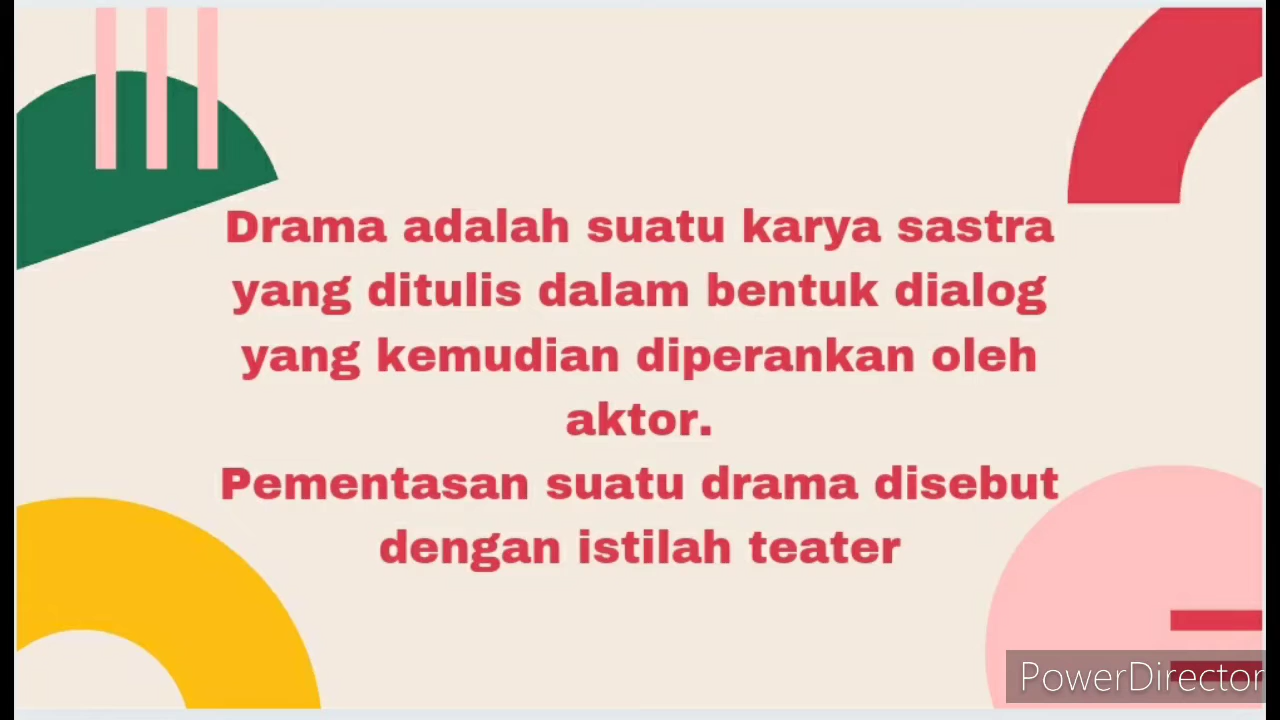 Drama adalah suatu karya sastra
yang ditulis dalam bentuk dialog
yang kemudian diperankan oleh
aktor.
Pementasan suatu drama disebut
dengan istilah teater
PowerDirector